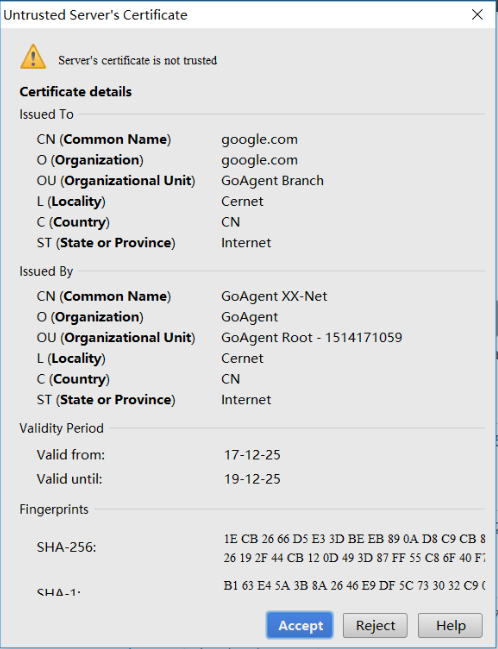 Untrusted Server's Certificate
Server's certificate is not trusted
Certificate details
Issued To
CN (Common Name) google.com
O (Organization) google.com
OU (Organizational Unit) GoAgent Branch
L (Locality) Cernet
C (Country) CN
ST (State or Province) Internet
Issued By
CN (Common Name) GoAgent XX-Net
O (Organization) GoAgent
OU (Organizational Unit) GoAgent Root - 1514171059
L (Locality) Cernet
C (Country) CN
ST (State or Province) Internet
Validity Period
Valid from: 17-12-25
Valid until: 19-12-25
Fingerprints
1E CB 26 66 D5 E3 3D BE EB 89 0A D8 C9 CB 8
SHA-256:
26 19 2F 44 CB 12 0D 49 3D 87 FF 55 C8 6F 40 F7
SHA-1: B1 63 E4 5A 3B 8A 26 46 E9 DF 5C 73 30 32 C9
Accept Reject Help